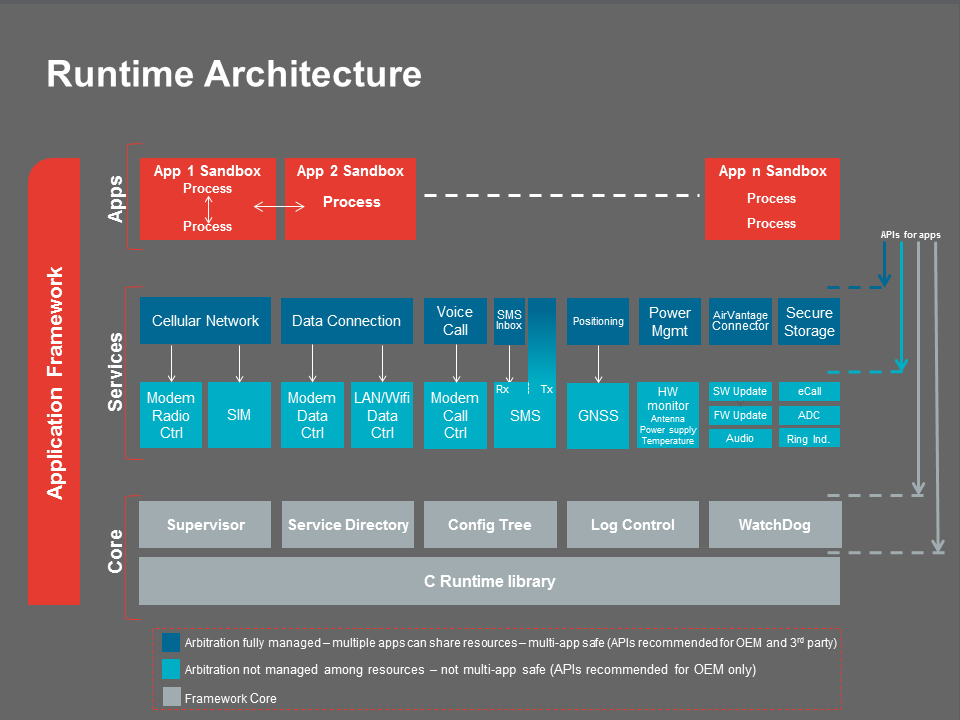 Runtime Architecture
Application Framework
Apps
App 1 Sandbox
Process
Process
App 2 Sandbox
Process
App n Sandbox
Process
Process
APIs for apps
Services
Cellular Network
Data Connection
Voice
Call
SMS
Inbox
Positioning
Power
Mgmt
AirVantage
Connector
Secure
Storage
Modem
Radio
Ctrl
SIM
Modem
Data
Ctrl
LAN/Wifi
Data
Ctrl
Modem
Call
Ctrl
Rx
Tx
SMS
GNSS
HW
monitor
Antenna
Power supply
Temperature
SW Update
FW Update
Audio
eCall
ADC
Ring Ind.
Core
Supervisor
Service Directory
Config Tree
Log Control
WatchDog
C Runtime library
Arbitration fully managed – multiple apps can share resources – multi-app safe (APIs recommended for OEM and 3rd party)
Arbitration not managed among resources – not multi-app safe (APIs recommended for OEM only)
Framework Core